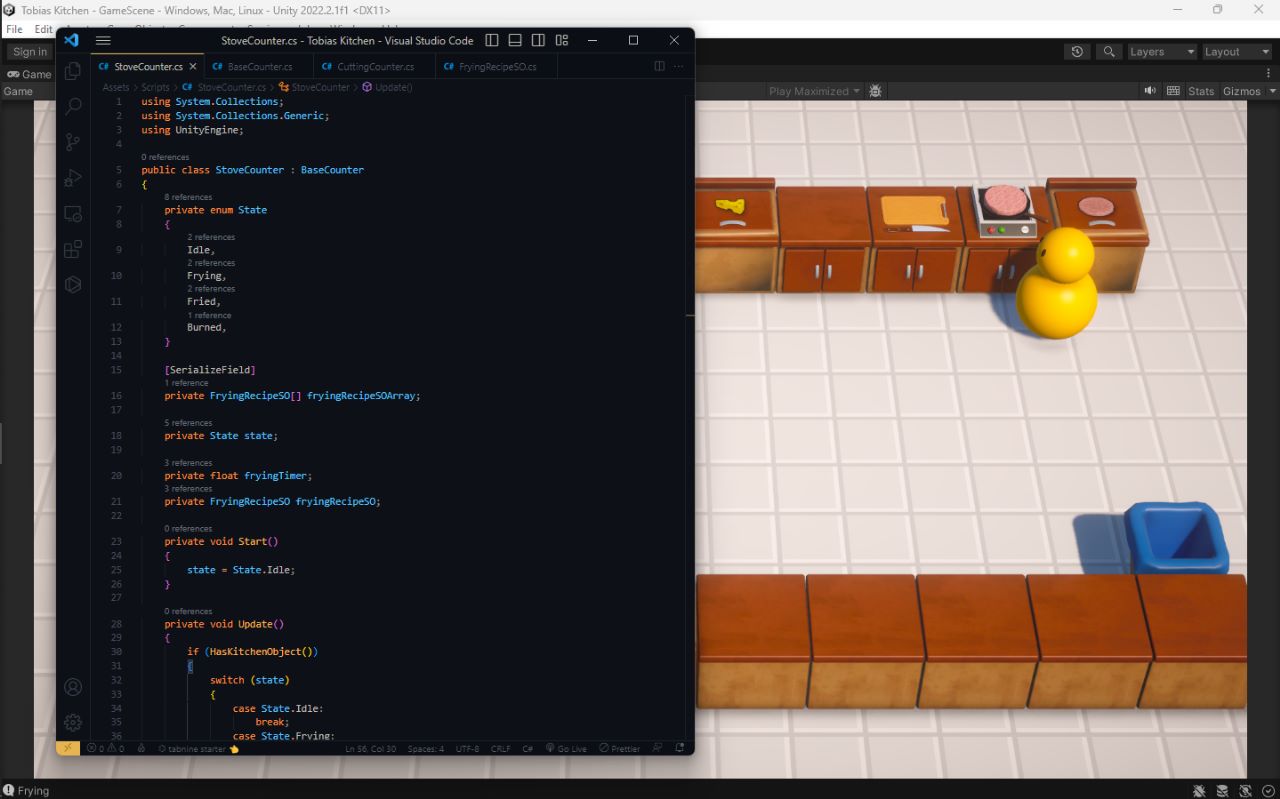 Tobias Kitchen - GameScene - Windows, Mac, Linux - Unity 2022.2.1f1 <DX11>
File Edit
Sign in
Layers Layout
Game
Game
Play Maximized Stats Gizmos
StoveCounter.cs - Tobias Kitchen - Visual Studio Code
C# StoveCounter.cs C# BaseCounter.cs C# CuttingCounter.cs C# FryingRecipeSO.cs
Assets > Scripts > C# StoveCounter.cs > StoveCounter > Update()
1 using System.Collections;
2 using System.Collections.Generic;
3 using UnityEngine;
4
0 references
5 public class StoveCounter : BaseCounter
6 {
8 references
7 private enum State
8 {
2 references
9 Idle,
2 references
10 Frying,
2 references
11 Fried,
1 reference
12 Burned,
13 }
14
15 [SerializeField]
1 reference
16 private FryingRecipeSO[] fryingRecipeSOArray;
17
5 references
18 private State state;
19
3 references
20 private float fryingTimer;
3 references
21 private FryingRecipeSO fryingRecipeSO;
22
0 references
23 private void Start()
24 {
25 state = State.Idle;
26 }
27
0 references
28 private void Update()
29 {
30 if (HasKitchenObject())
31 {
32 switch (state)
33 {
34 case State.Idle:
35 break;
36 case State.Frying:
0 0 tabnine starter Ln 56, Col 30 Spaces: 4 UTF-8 CRLF C# Go Live Prettier
Frying